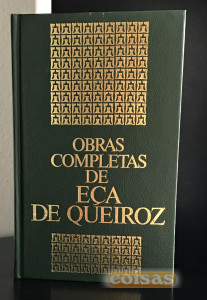 OBRAS
COMPLETAS
DE
EÇA
DE QUEIROZ
coisas